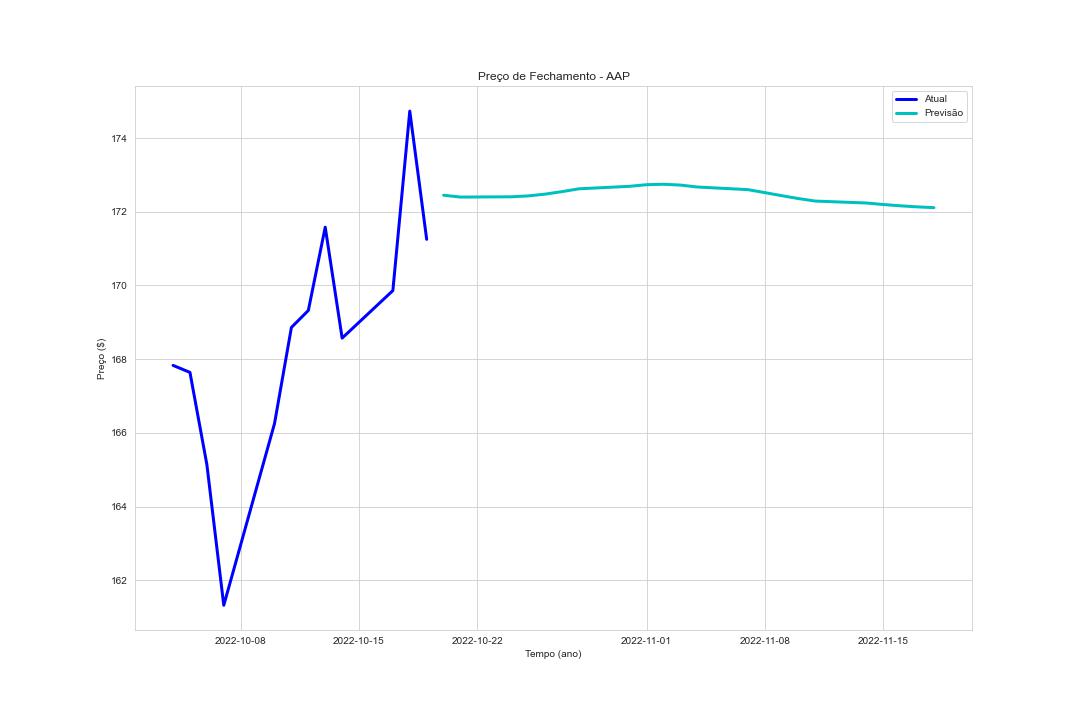 Preço de Fechamento - AAP
Atual
Previsão
Preço ($)
174
172
170
168
166
164
162
2022-10-08 2022-10-15 2022-10-22 2022-11-01 2022-11-08 2022-11-15
Tempo (ano)